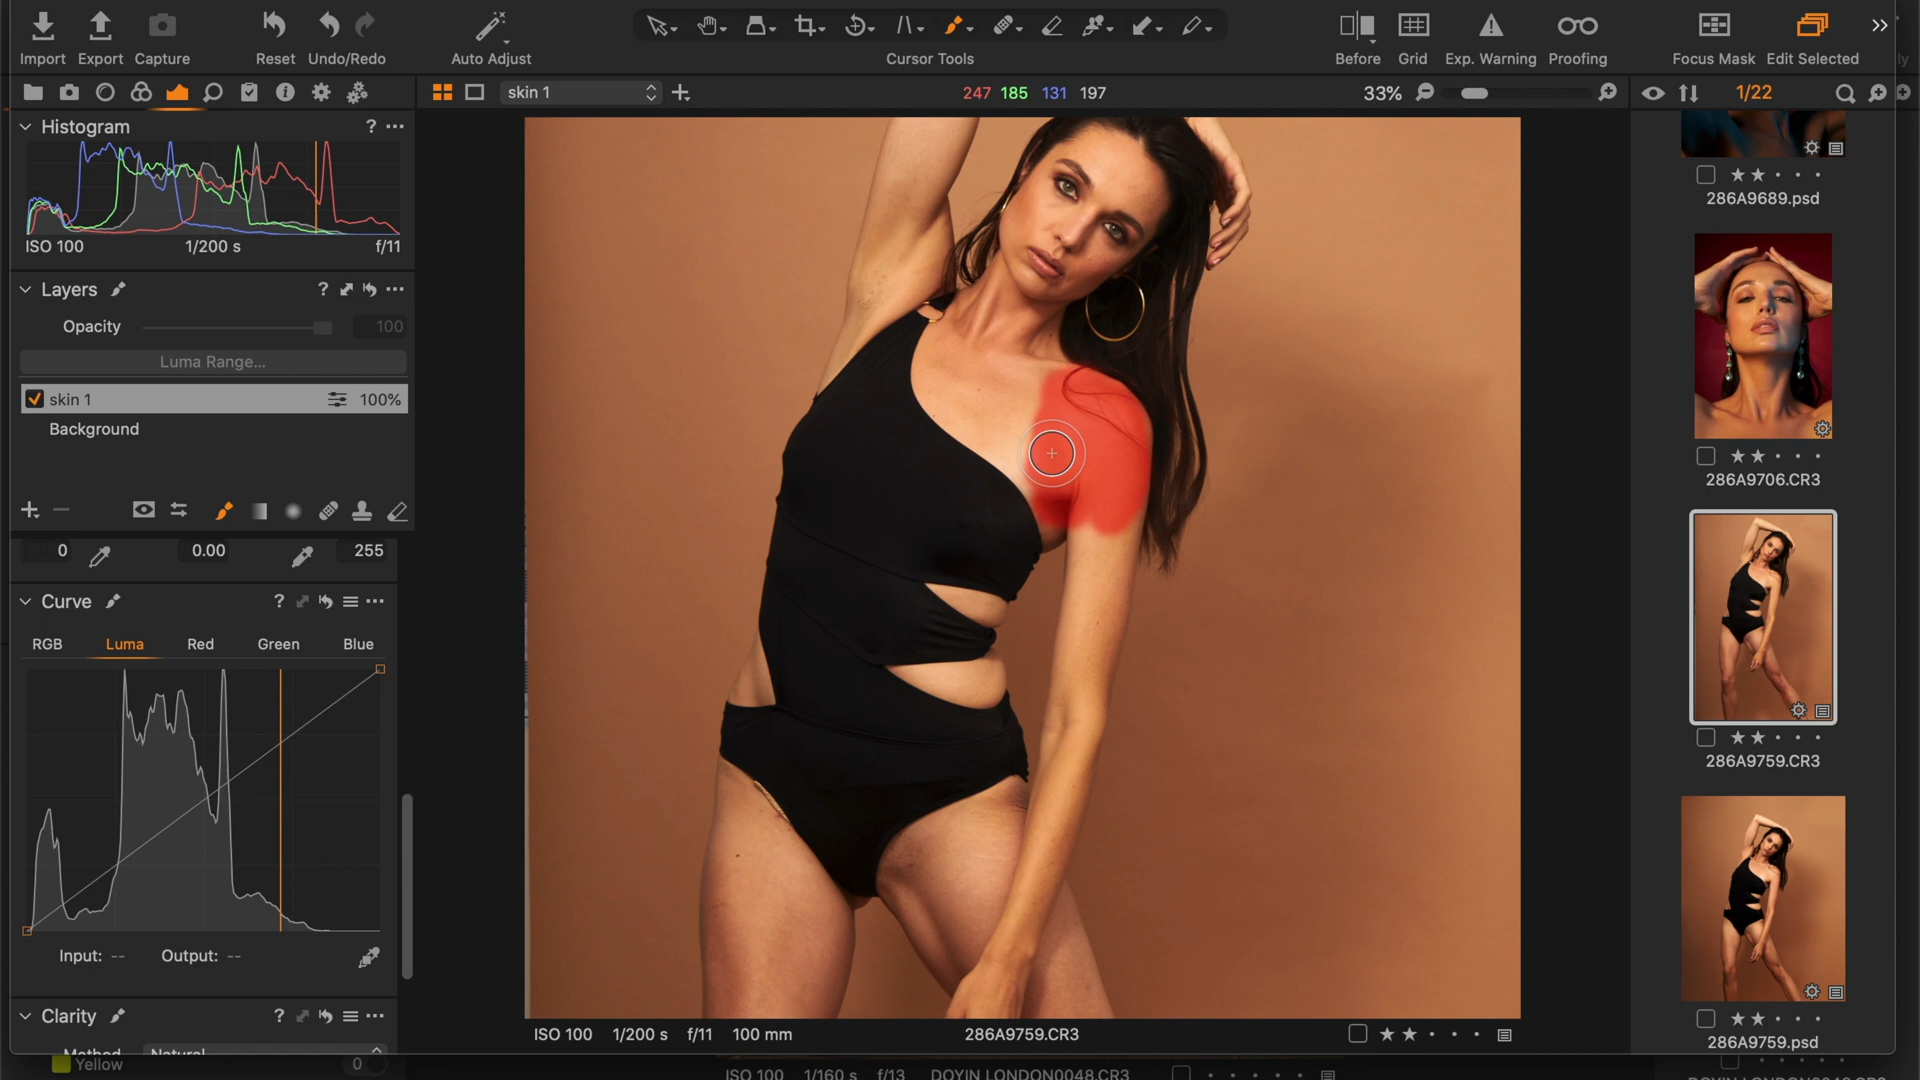 Import Export Capture Reset Undo/Redo Auto Adjust Cursor Tools Before Grid Exp. Warning Proofing Focus Mask Edit Selected
skin 1 247 185 131 197 33% 1/22
Histogram ?
ISO 100 1/200 s f/11
Layers ?
Opacity 100
Luma Range...
skin 1 100%
Background
0 0.00 255
Curve ?
RGB Luma Red Green Blue
Input: -- Output: --
Clarity ?
Method Natural
Yellow 0
ISO 100 1/200 s f/11 100 mm 286A9759.CR3
ISO 100 1/160 s f/13 DOYIN LONDON0048.CR3
286A9689.psd
286A9706.CR3
286A9759.CR3
286A9759.psd